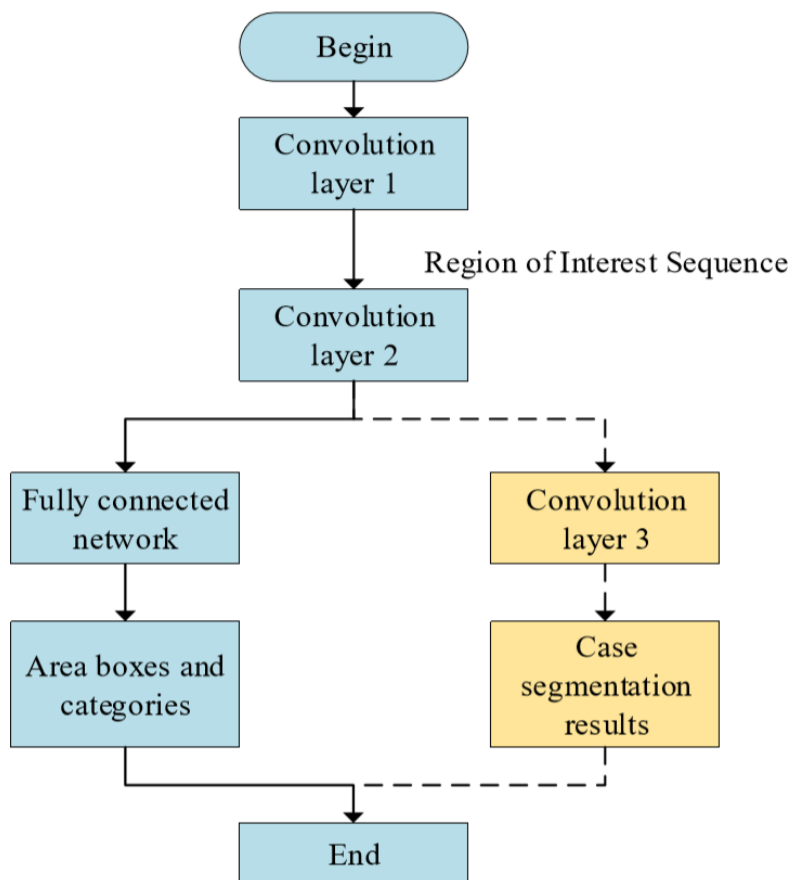 Begin
Convolution
layer 1
Region of Interest Sequence
Convolution
layer 2
Fully connected
network
Convolution
layer 3
Area boxes and
categories
Case
segmentation
results
End